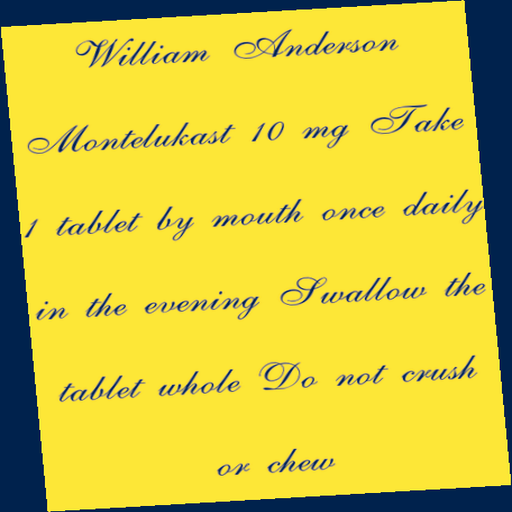 William Anderson
Montelukast 10 mg Take
1 tablet by mouth once daily
in the evening Swallow the
tablet whole Do not crush
or chew